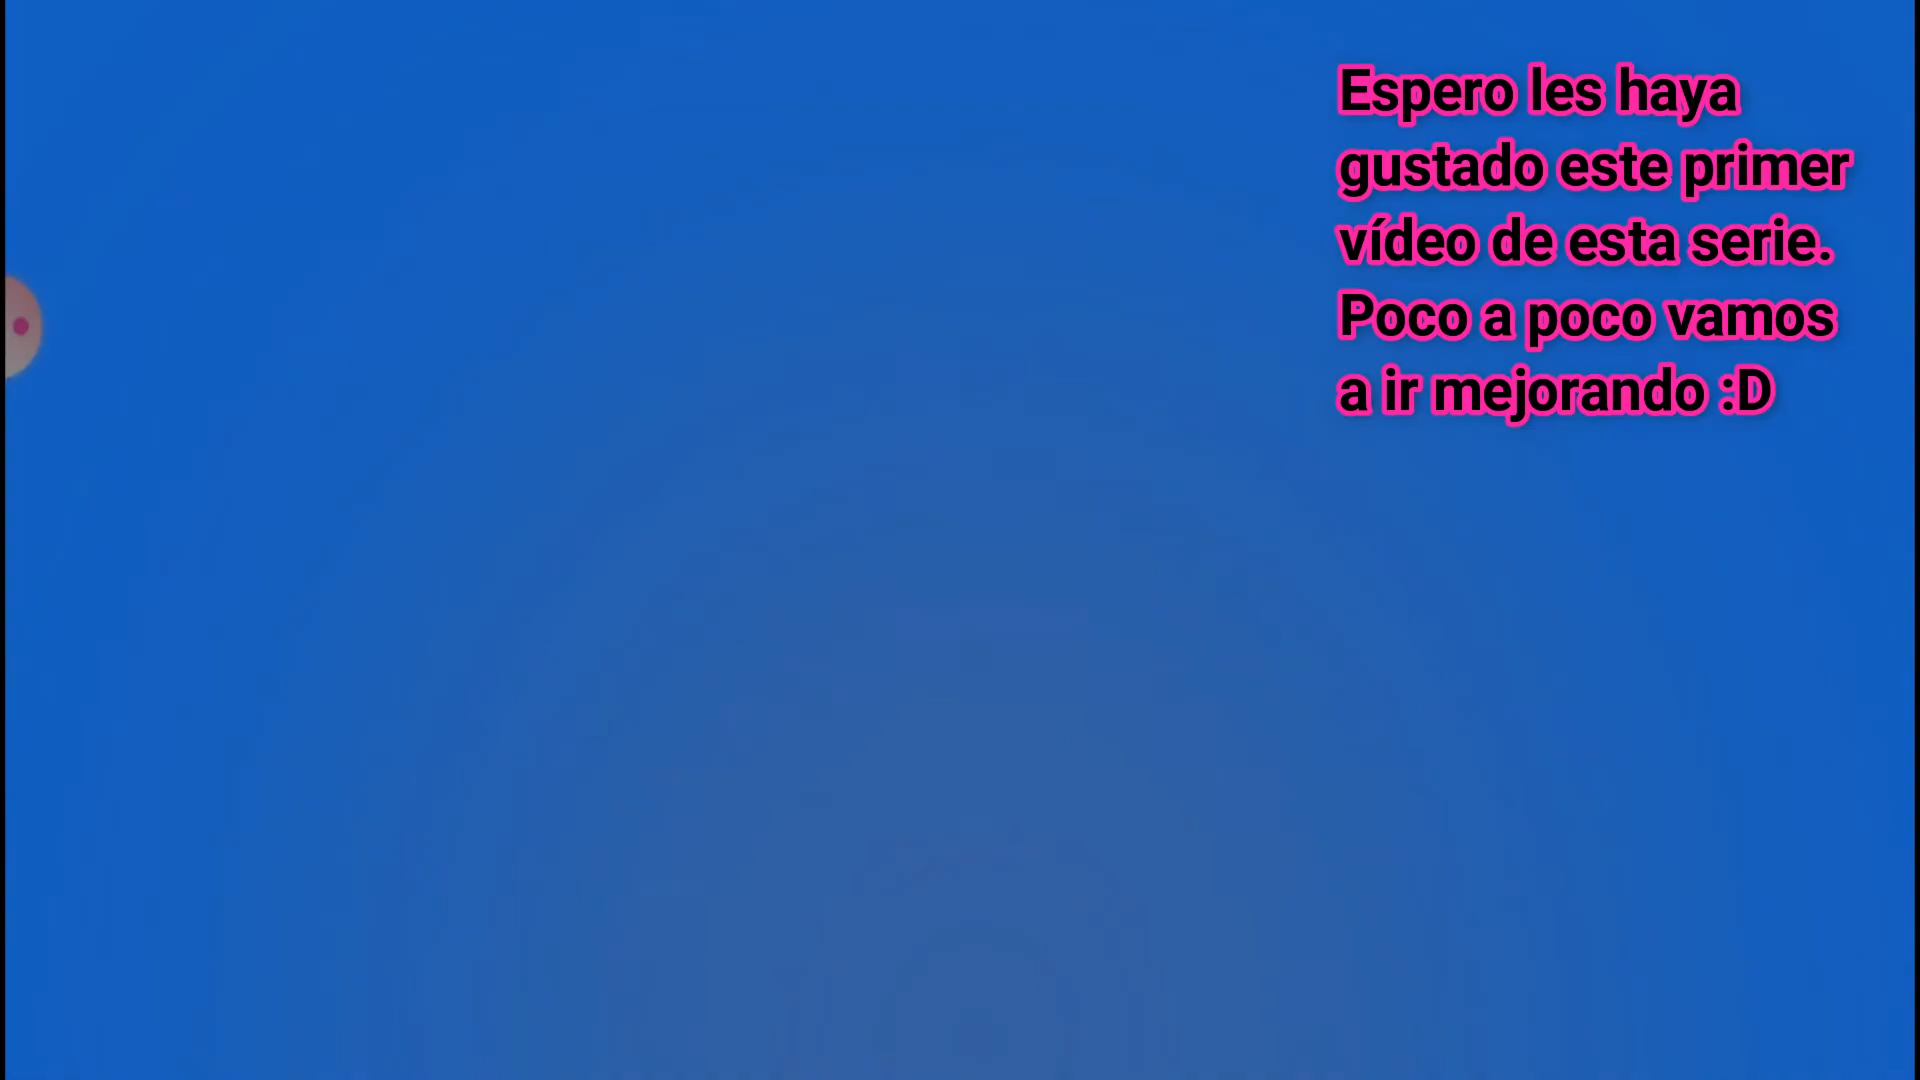 Espero les haya
gustado este primer
vídeo de esta serie.
Poco a poco vamos
a ir mejorando :D